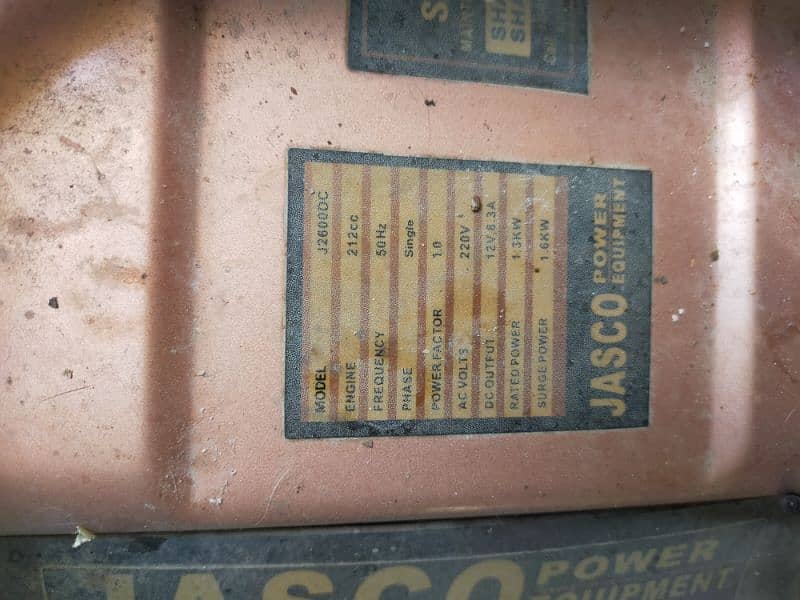 MODEL J2600DC
ENGINE 212cc
FREQUENCY 50Hz
PHASE Single
POWER FACTOR 1.0
AC VOLTS 220V
DC OUTPUT 12V,8.3A
RATED POWER 1.3KW
SURGE POWER 1.6KW
JASCO POWER
EQUIPMENT
JASCO POWER
EQUIPMENT